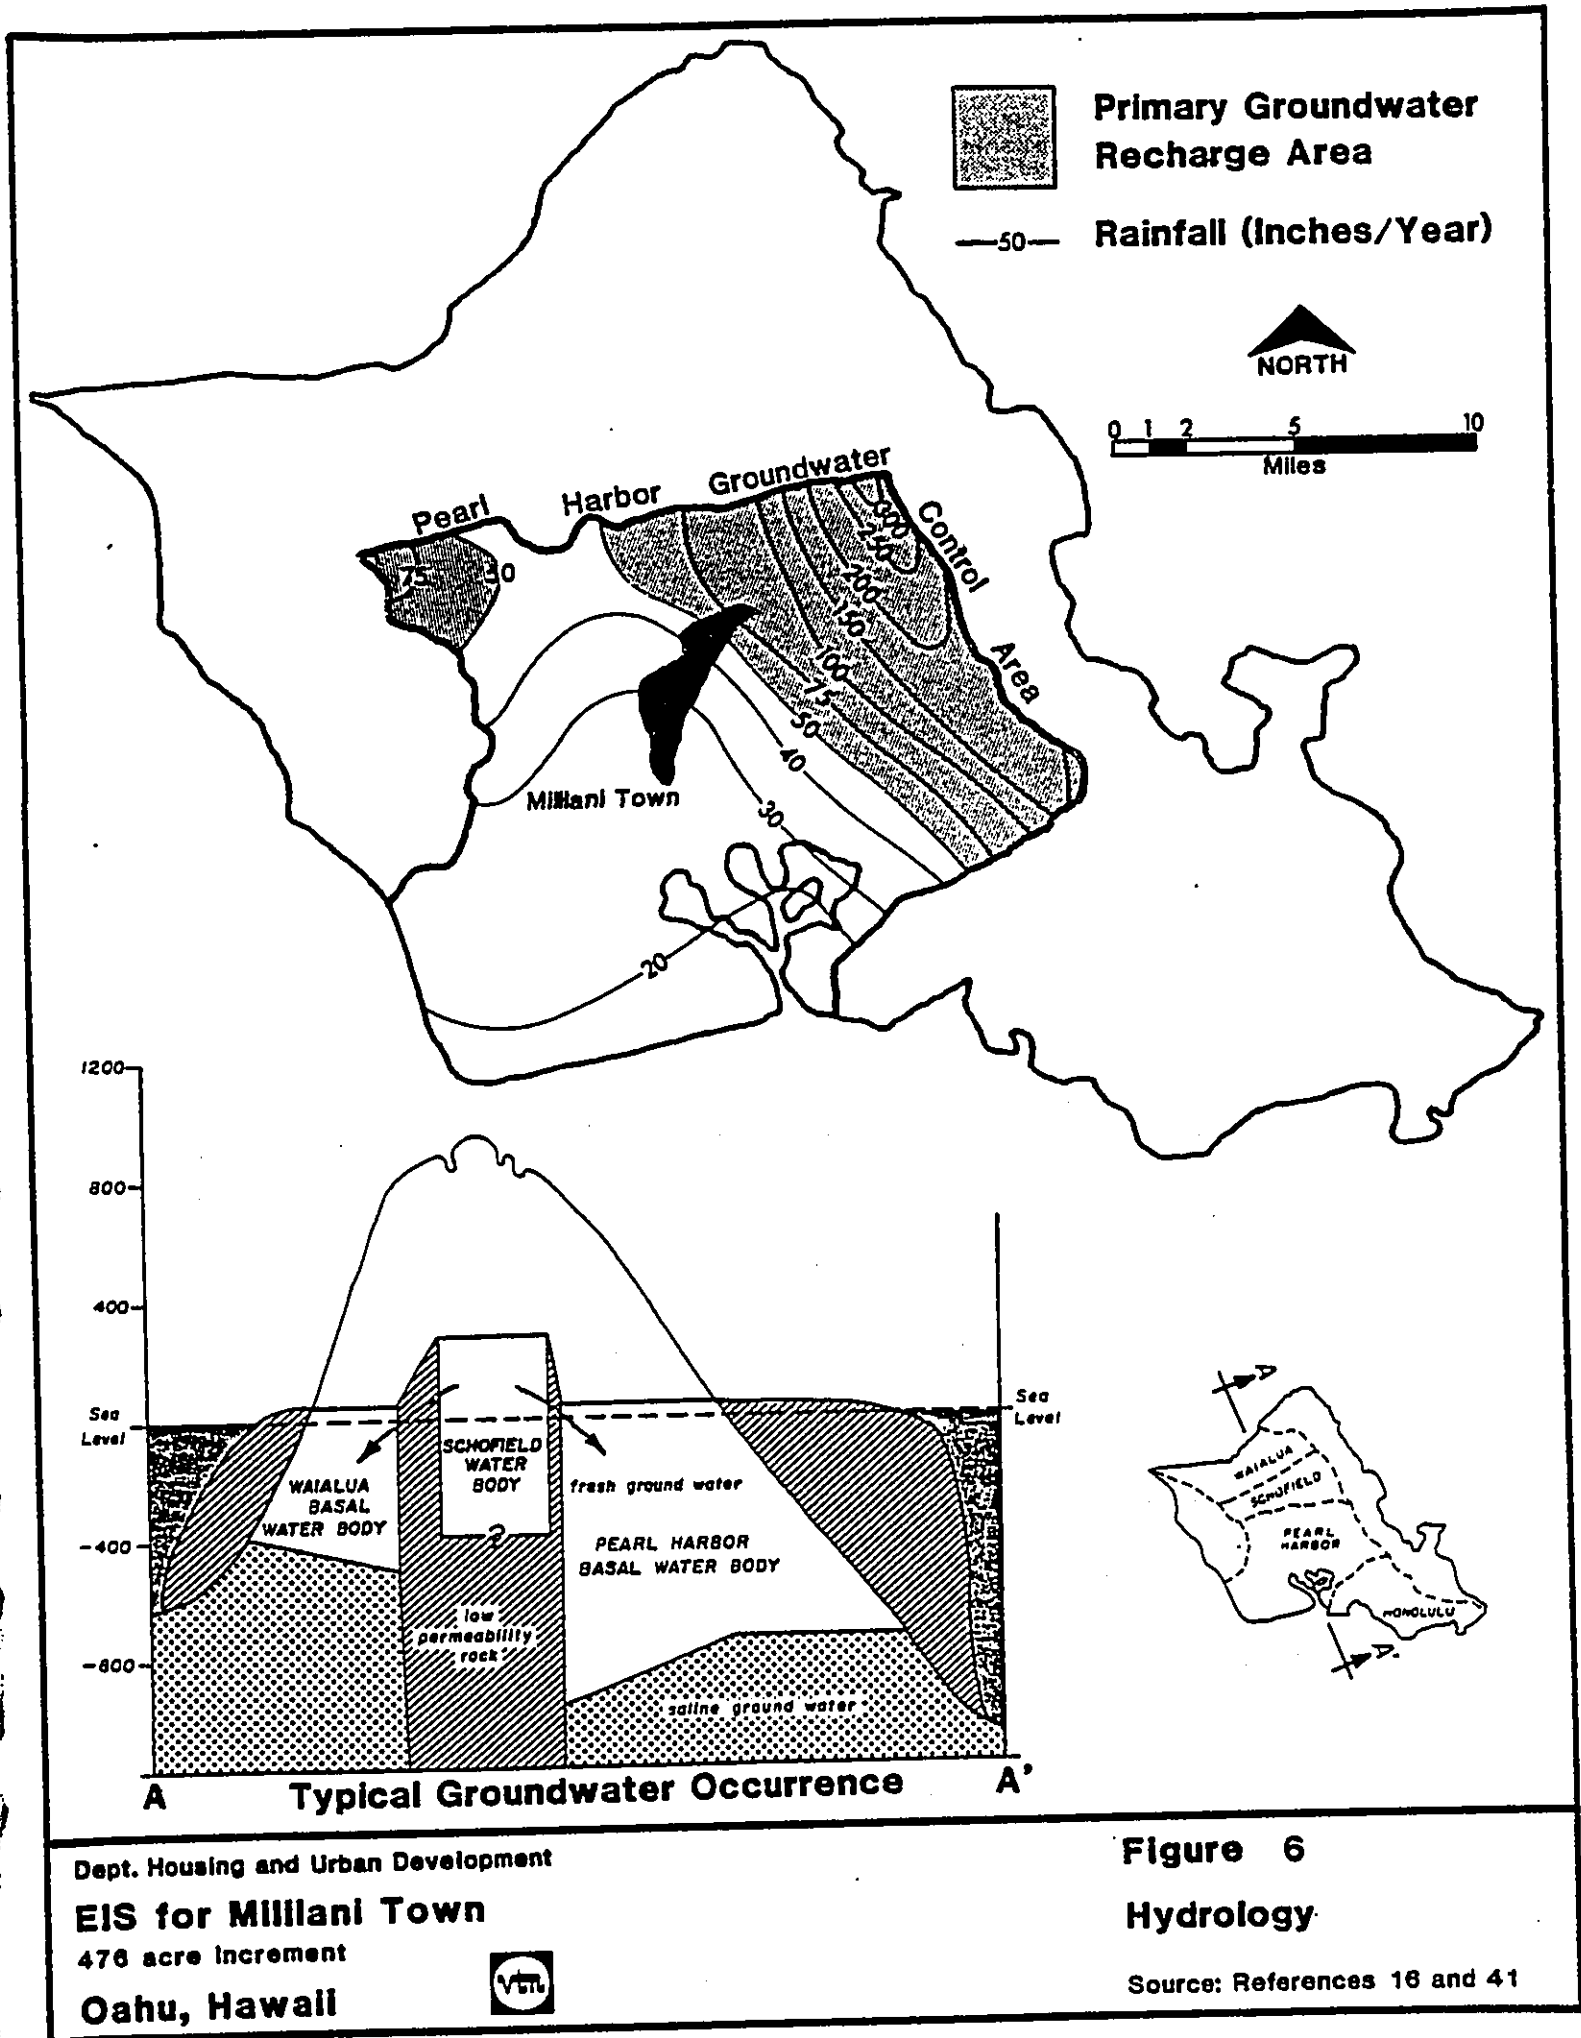 Primary Groundwater
Recharge Area
—50— Rainfall (Inches/Year)
NORTH
0 1 2 5 10
Miles
Pearl Harbor Groundwater Control Area
75
50
300
250
200
150
100
75
50
40
30
20
Mililani Town
1200
800
400
Sea
Level
-400
-800
Sea
Level
WAIALUA
BASAL
WATER BODY
SCHOFIELD
WATER
BODY
?
low
permeability
rock
fresh ground water
PEARL HARBOR
BASAL WATER BODY
saline ground water
A
A'
Typical Groundwater Occurrence
A
WAIALUA
SCHOFIELD
PEARL
HARBOR
HONOLULU
A'
Dept. Housing and Urban Development
EIS for Mililani Town
476 acre increment
Oahu, Hawaii
Figure 6
Hydrology
Source: References 16 and 41